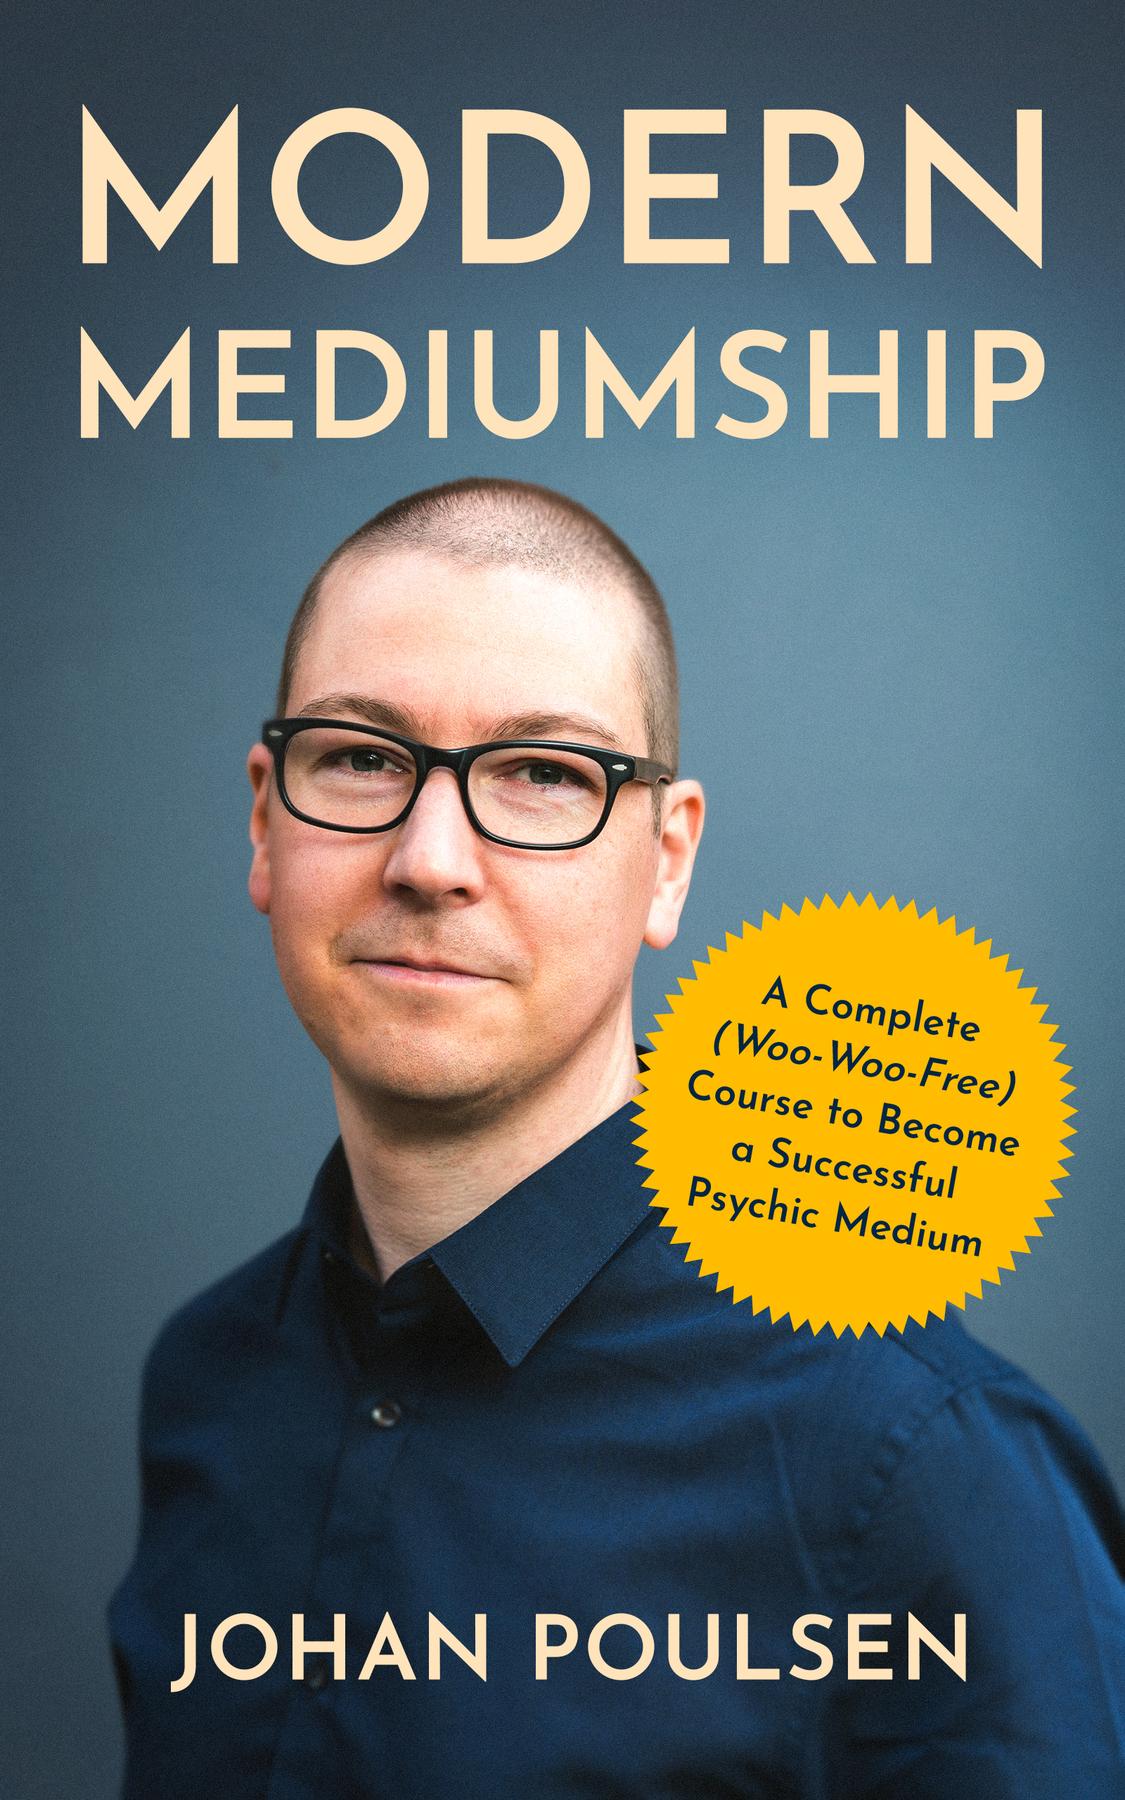 MODERN
MEDIUMSHIP
A Complete
(Woo-Woo-Free)
Course to Become
a Successful
Psychic Medium
JOHAN POULSEN